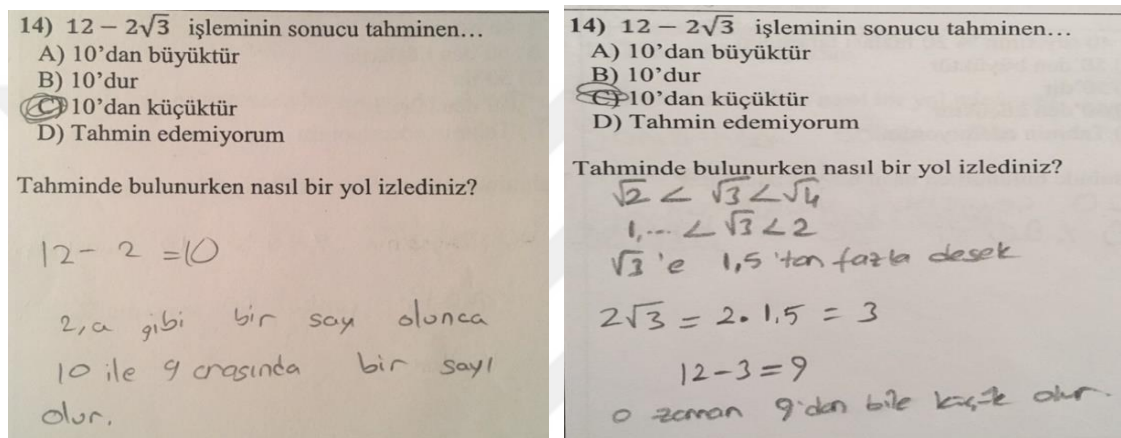 14) 12 − 2√3 işleminin sonucu tahminen…
A) 10’dan büyüktür
B) 10’dur
C) 10’dan küçüktür
D) Tahmin edemiyorum
Tahminde bulunurken nasıl bir yol izlediniz?
12 - 2 = 10
2,a gibi bir sayı olunca
10 ile 9 arasında bir sayı
olur.
14) 12 − 2√3 işleminin sonucu tahminen…
A) 10’dan büyüktür
B) 10’dur
C) 10’dan küçüktür
D) Tahmin edemiyorum
Tahminde bulunurken nasıl bir yol izlediniz?
√2 < √3 < √4
1,... < √3 < 2
√3 'e 1,5 'tan fazla desek
2√3 = 2. 1,5 = 3
12-3 = 9
o zaman 9'dan bile küçük olur.